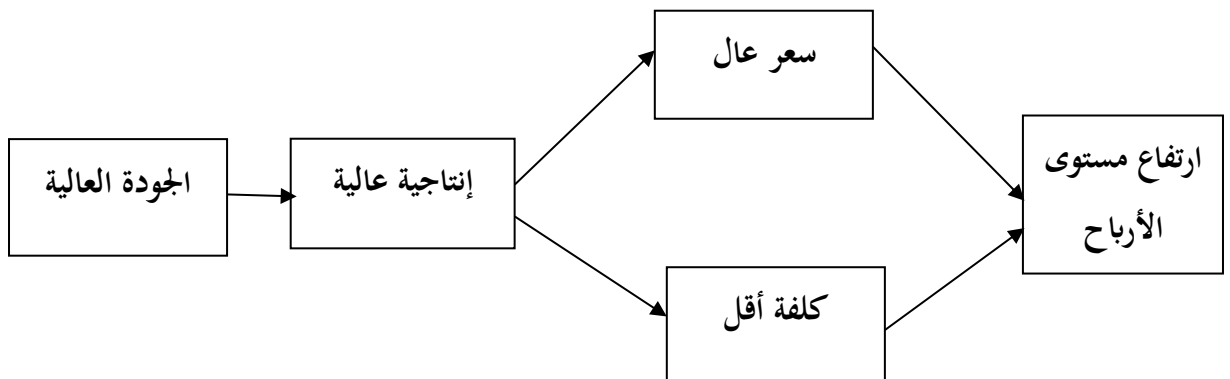 الجودة العالية
إنتاجية عالية
سعر عال
كلفة أقل
ارتفاع مستوى
الأرباح